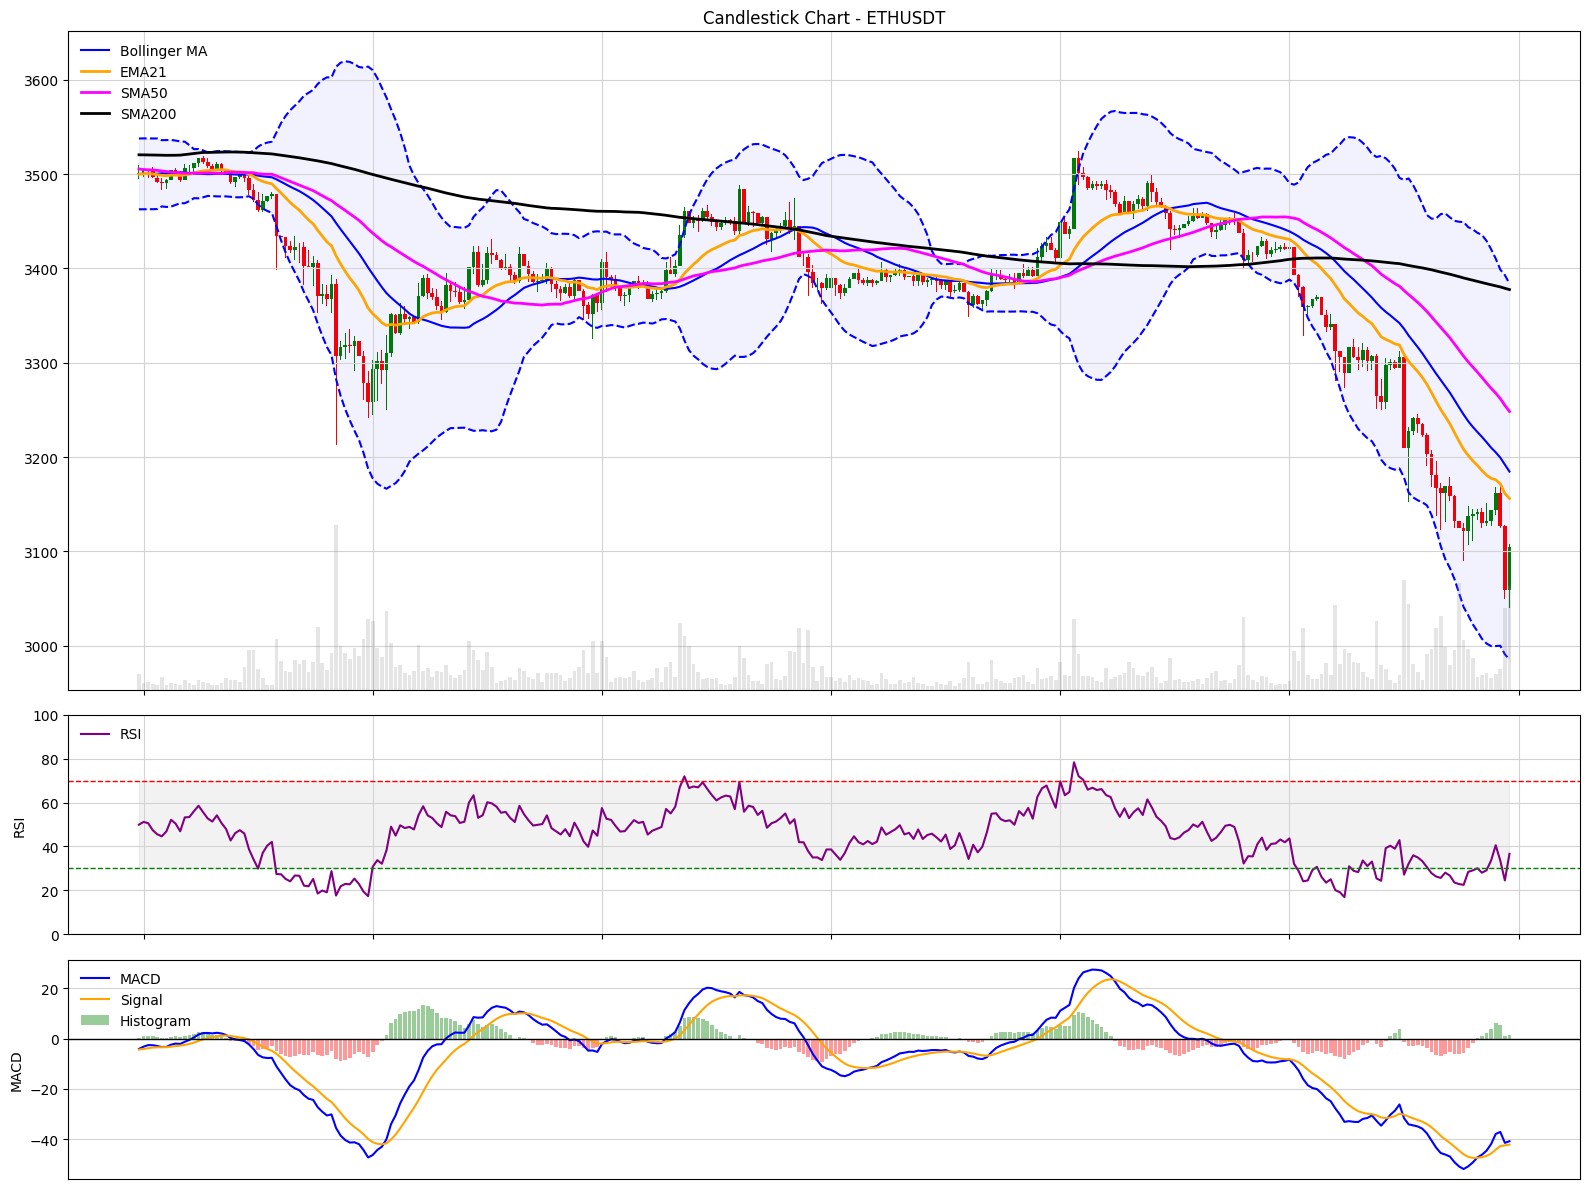 Candlestick Chart - ETHUSDT
Bollinger MA
EMA21
SMA50
SMA200
3600
3500
3400
3300
3200
3100
3000
RSI
100
80
60
40
20
0
RSI
MACD
Signal
Histogram
20
0
−20
−40
MACD